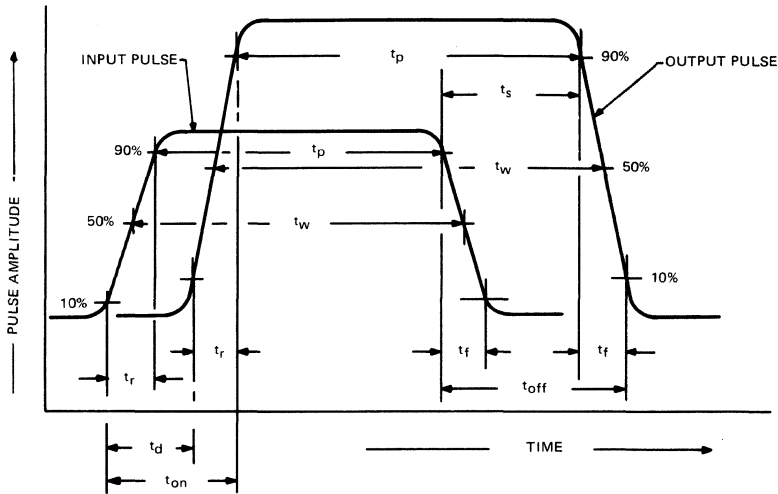 INPUT PULSE
OUTPUT PULSE
tp
90%
ts
90%
tp
tw
50%
50%
tw
10%
10%
tr
tf
tf
tr
toff
PULSE AMPLITUDE
td
TIME
ton